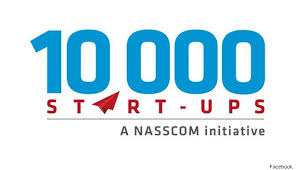 10 000
START-UPS
A NASSCOM initiative
Facebook